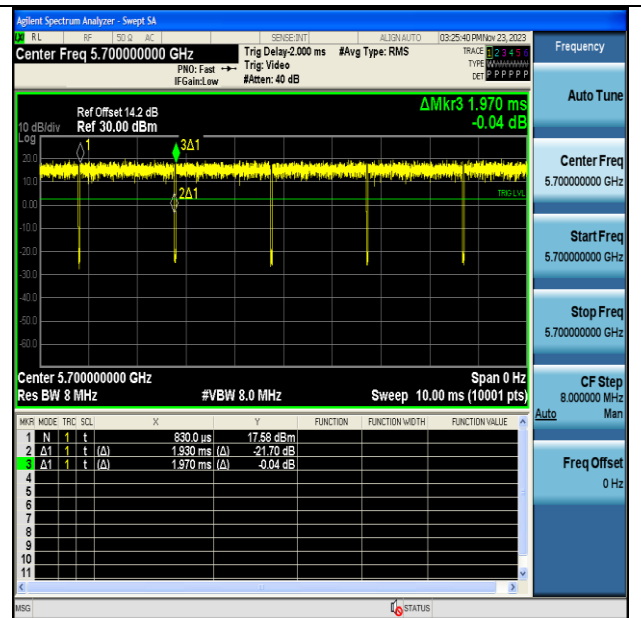 Agilent Spectrum Analyzer - Swept SA
RL RF 50 Ω AC SENSE:INT ALIGN AUTO 03:25:40 PM Nov 23, 2023
Center Freq 5.700000000 GHz Trig Delay-2.000 ms #Avg Type: RMS TRACE 1 2 3 4 5 6
PNO: Fast Trig: Video TYPE
IFGain:Low #Atten: 40 dB DET P P P P P P
Frequency
Auto Tune
ΔMkr3 1.970 ms
-0.04 dB
Ref Offset 14.2 dB
10 dB/div Ref 30.00 dBm
Log
1 3Δ1
20.0
10.0
2Δ1
TRIG LVL
0.00
-10.0
-20.0
-30.0
-40.0
-50.0
-60.0
Center Freq
5.700000000 GHz
Start Freq
5.700000000 GHz
Stop Freq
5.700000000 GHz
CF Step
8.000000 MHz
Auto Man
Freq Offset
0 Hz
Center 5.700000000 GHz Span 0 Hz
Res BW 8 MHz #VBW 8.0 MHz Sweep 10.00 ms (10001 pts)
MKR MODE TRC SCL X Y FUNCTION FUNCTION WIDTH FUNCTION VALUE
1 N 1 t 830.0 µs 17.58 dBm
2 Δ1 1 t (Δ) 1.930 ms (Δ) -21.70 dB
3 Δ1 1 t (Δ) 1.970 ms (Δ) -0.04 dB
4
5
6
7
8
9
10
11
MSG STATUS